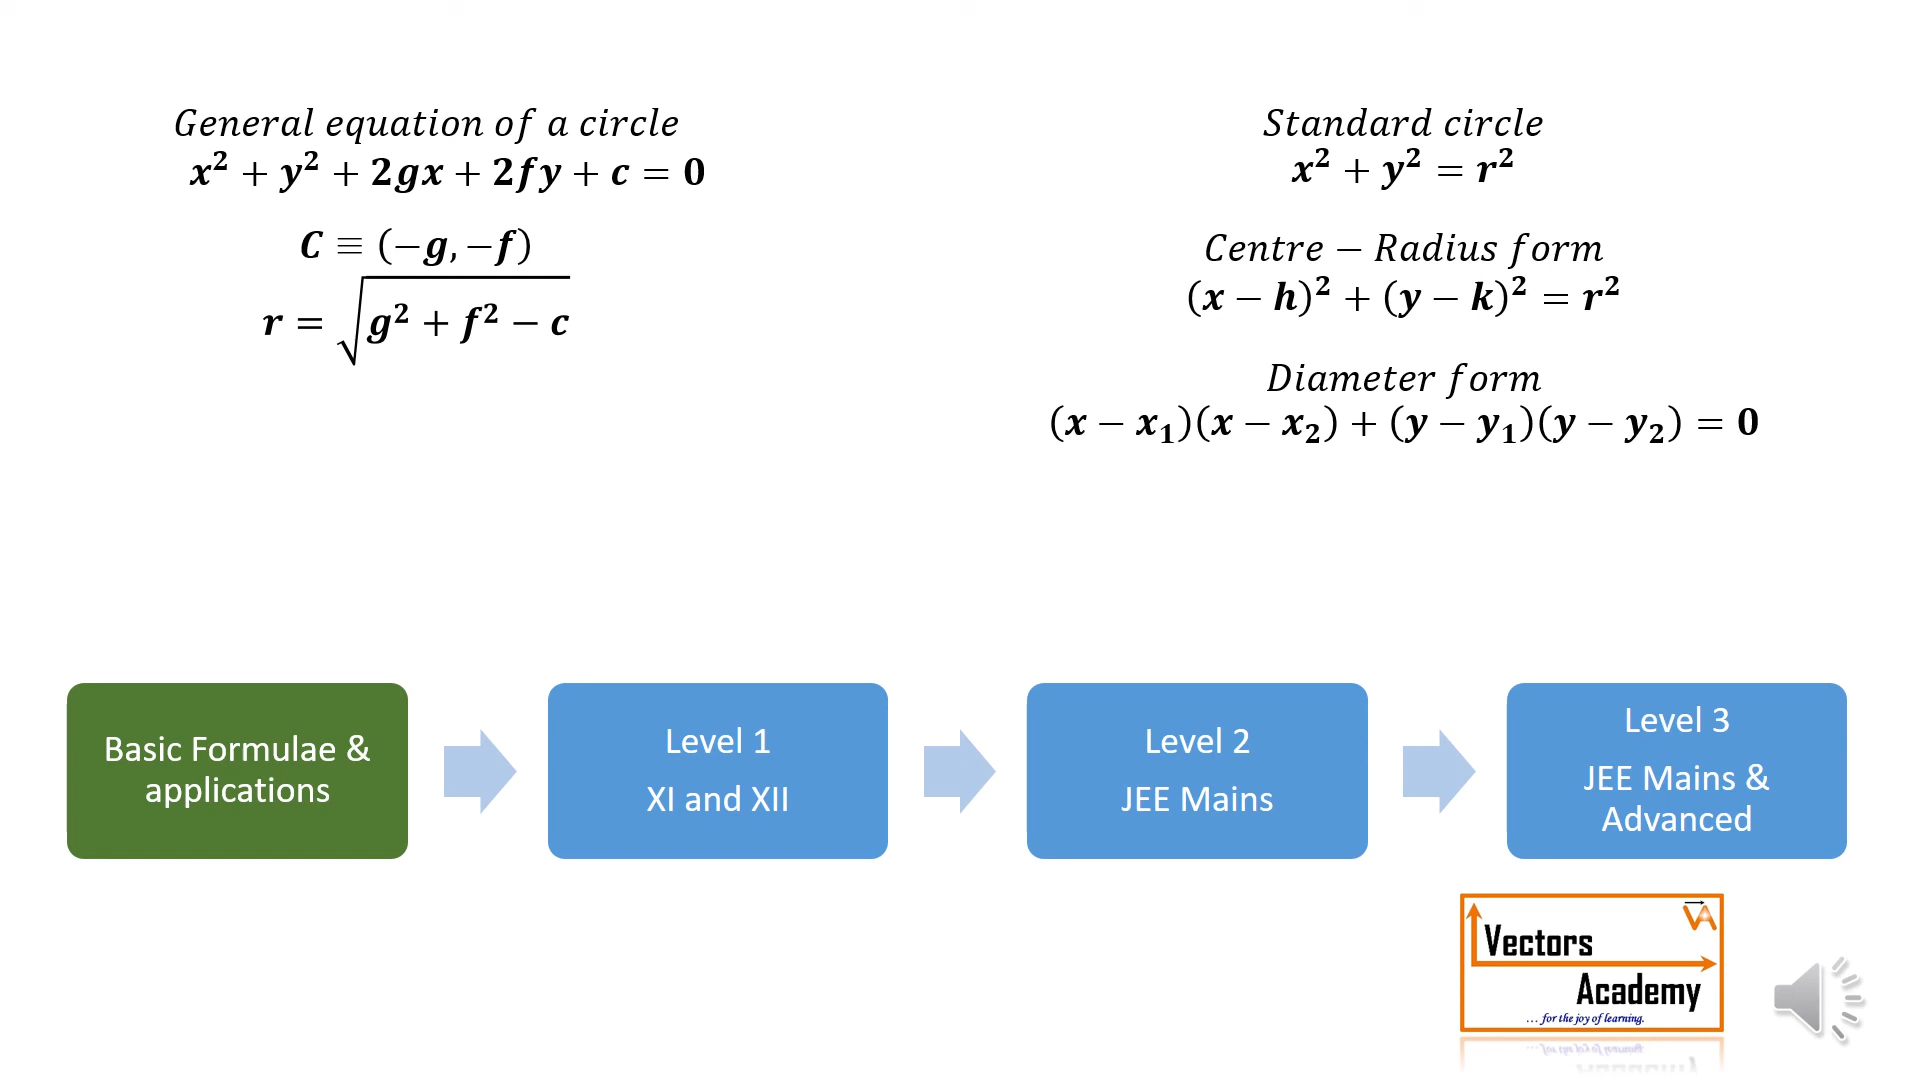 General equation of a circle
x² + y² + 2gx + 2fy + c = 0
C ≡ (−g, −f)
r = √(g² + f² − c)
Standard circle
x² + y² = r²
Centre − Radius form
(x − h)² + (y − k)² = r²
Diameter form
(x − x₁)(x − x₂) + (y − y₁)(y − y₂) = 0
Basic Formulae &
applications
Level 1
XI and XII
Level 2
JEE Mains
Level 3
JEE Mains &
Advanced
VA
Vectors
Academy
... for the joy of learning.